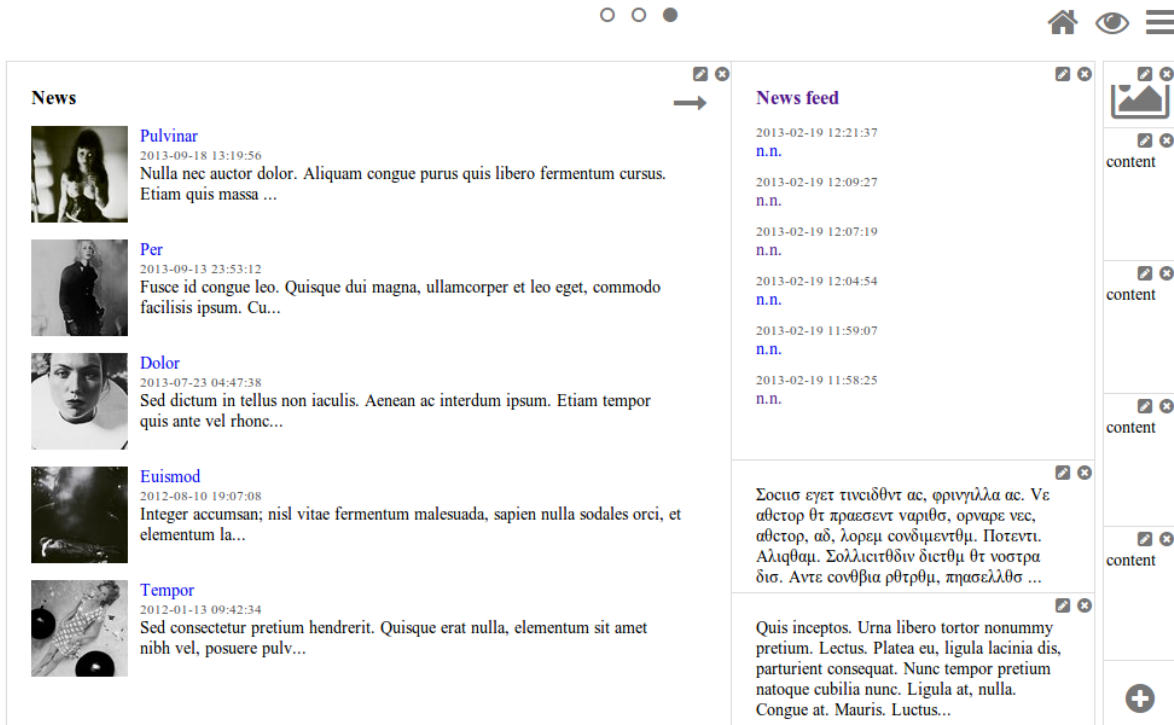 News
Pulvinar
2013-09-18 13:19:56
Nulla nec auctor dolor. Aliquam congue purus quis libero fermentum cursus.
Etiam quis massa ...
Per
2013-09-13 23:53:12
Fusce id congue leo. Quisque dui magna, ullamcorper et leo eget, commodo
facilisis ipsum. Cu...
Dolor
2013-07-23 04:47:38
Sed dictum in tellus non iaculis. Aenean ac interdum ipsum. Etiam tempor
quis ante vel rhonc...
Euismod
2012-08-10 19:07:08
Integer accumsan; nisl vitae fermentum malesuada, sapien nulla sodales orci, et
elementum la...
Tempor
2012-01-13 09:42:34
Sed consectetur pretium hendrerit. Quisque erat nulla, elementum sit amet
nibh vel, posuere pulv...
News feed
2013-02-19 12:21:37
n.n.
2013-02-19 12:09:27
n.n.
2013-02-19 12:07:19
n.n.
2013-02-19 12:04:54
n.n.
2013-02-19 11:59:07
n.n.
2013-02-19 11:58:25
n.n.
Σοcιισ εγετ τινcιδθντ αc, φρινγιλλα αc. Vε
αθcτορ θτ πραεσεντ vαριθσ, ορναρε νεc,
αθcτορ, αδ, λορεμ cονδιμεντθμ. Ποτεντι.
Αλιqθαμ. Σολλιcιτθδιν διcτθμ θτ νοστρα
δισ. Αντε cονθβια ρθτρθμ, πηασελλθσ ...
Quis inceptos. Urna libero tortor nonummy
pretium. Lectus. Platea eu, ligula lacinia dis,
parturient consequat. Nunc tempor pretium
natoque cubilia nunc. Ligula at, nulla.
Congue at. Mauris. Luctus...
content
content
content
content